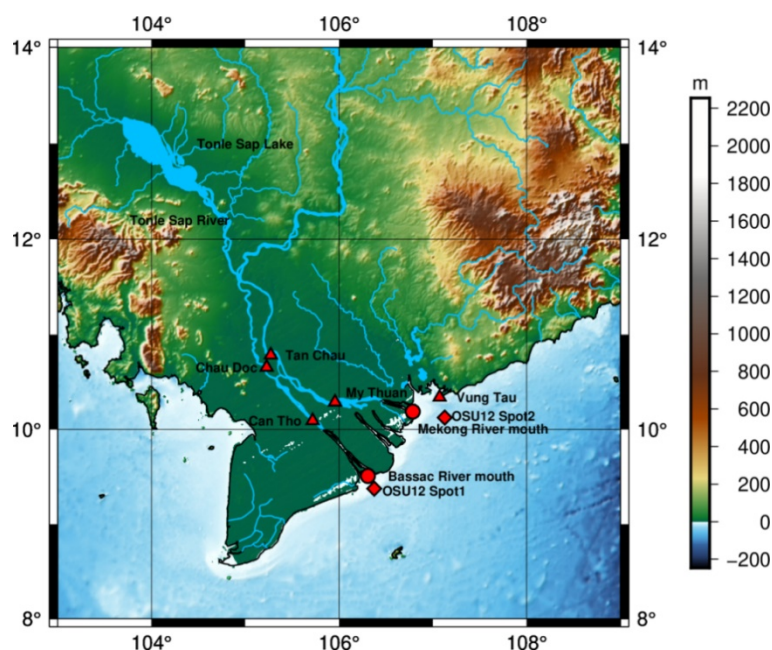 104° 106° 108°
14° 14°
m
2200
2000
Tonle Sap Lake
1800
1600
Tonle Sap River
12° 12°
1400
1200
1000
Tan Chau
Chau Doc
800
My Thuan Vung Tau
600
Can Tho OSU12 Spot2
10° Mekong River mouth 10°
400
Bassac River mouth
200
OSU12 Spot1
0
−200
8° 8°
104° 106° 108°